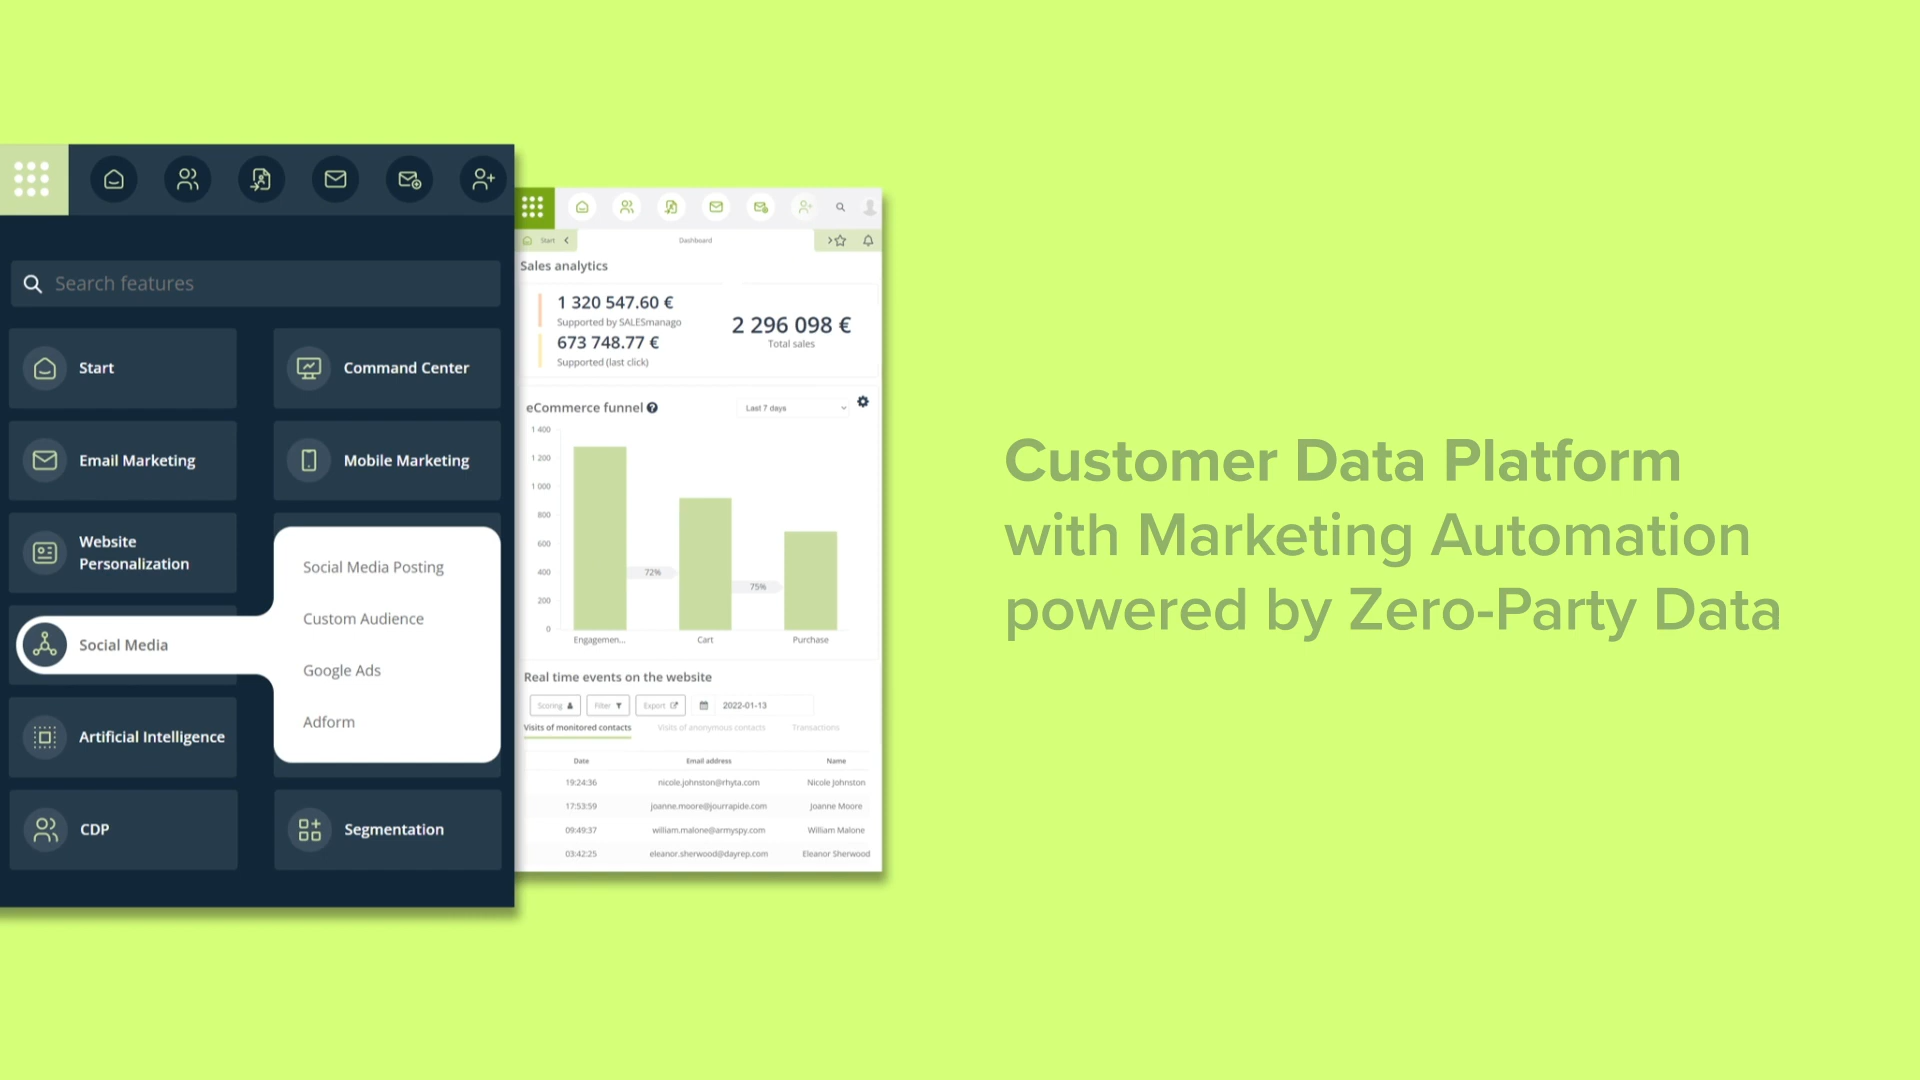 Search features
Start
Command Center
Email Marketing
Mobile Marketing
Website
Personalization
Social Media
Social Media Posting
Custom Audience
Google Ads
Adform
Artificial Intelligence
CDP
Segmentation
Start
Dashboard
Sales analytics
1 320 547.60 €
Supported by SALESmanago
673 748.77 €
Supported (last click)
2 296 098 €
Total sales
eCommerce funnel
Last 7 days
1 400
1 200
1 000
800
600
400
200
0
72%
75%
Engagemen...
Cart
Purchase
Real time events on the website
Scoring
Filter
Export
2022-01-13
Visits of monitored contacts
Visits of anonymous contacts
Transactions
Date
Email address
Name
19:24:36
nicole.johnston@rhyta.com
Nicole Johnston
17:53:59
joanne.moore@jourrapide.com
Joanne Moore
09:49:37
william.malone@armyspy.com
William Malone
03:42:25
eleanor.sherwood@dayrep.com
Eleanor Sherwood
Customer Data Platform
with Marketing Automation
powered by Zero-Party Data